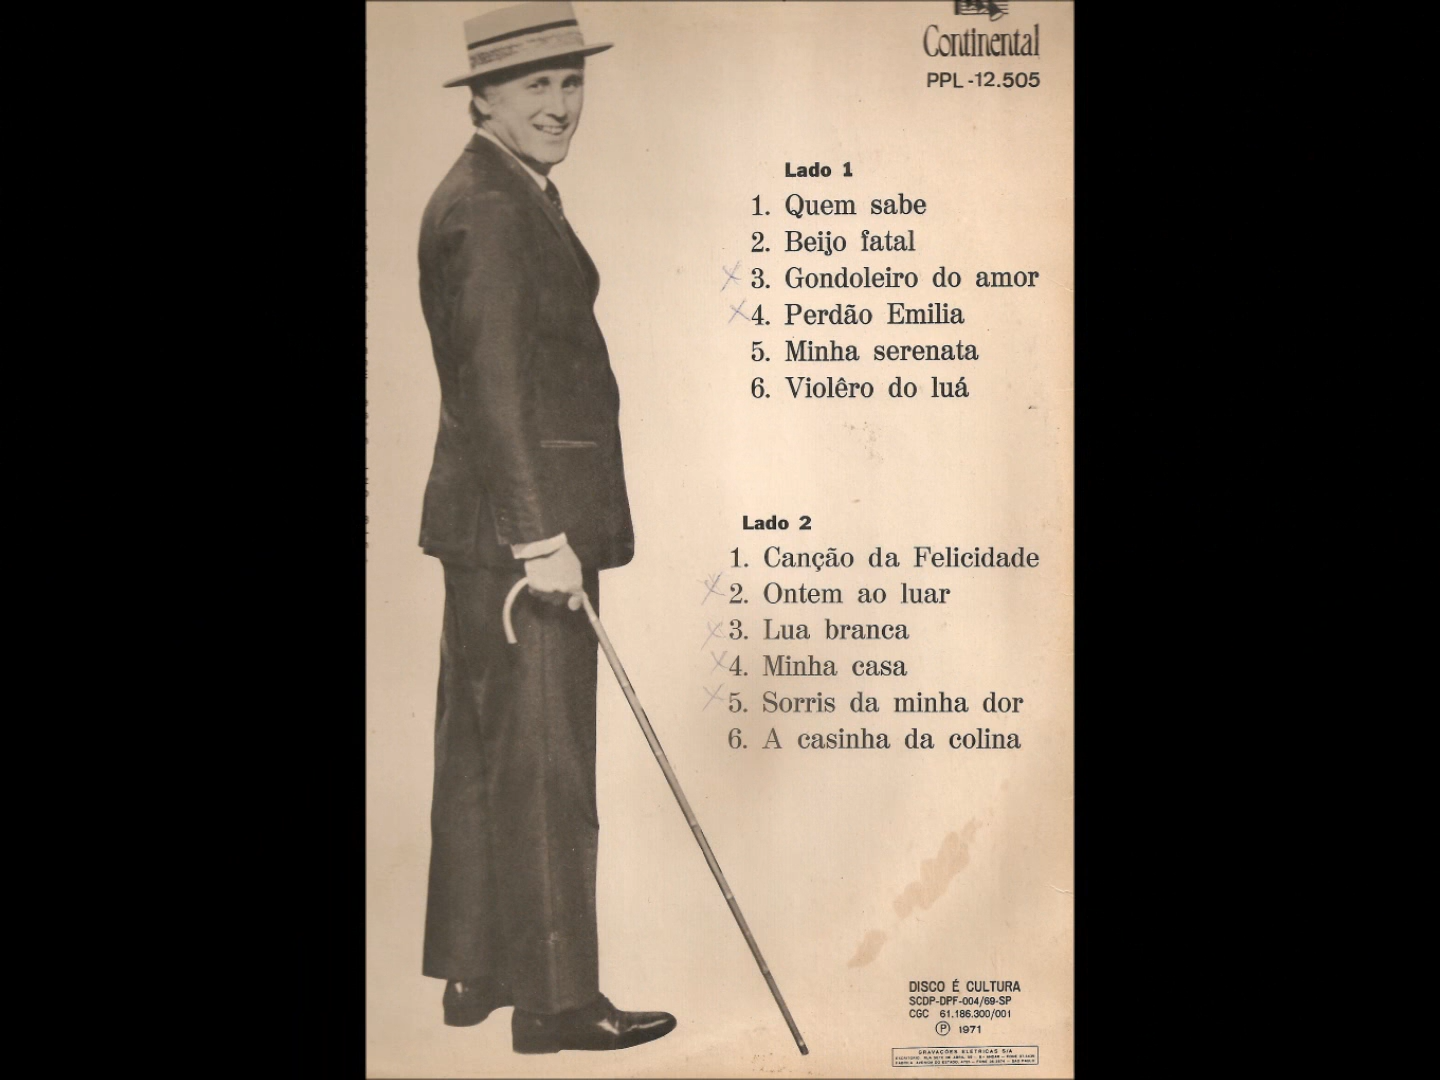 Continental
PPL-12.505
Lado 1
1. Quem sabe
2. Beijo fatal
3. Gondoleiro do amor
4. Perdão Emilia
5. Minha serenata
6. Violêro do luá
Lado 2
1. Canção da Felicidade
2. Ontem ao luar
3. Lua branca
4. Minha casa
5. Sorris da minha dor
6. A casinha da colina
DISCO É CULTURA
SCDP-DPF-004/69-SP
CGC 61.186.300/001
Ⓟ 1971
GRAVAÇÕES ELETRICAS S/A